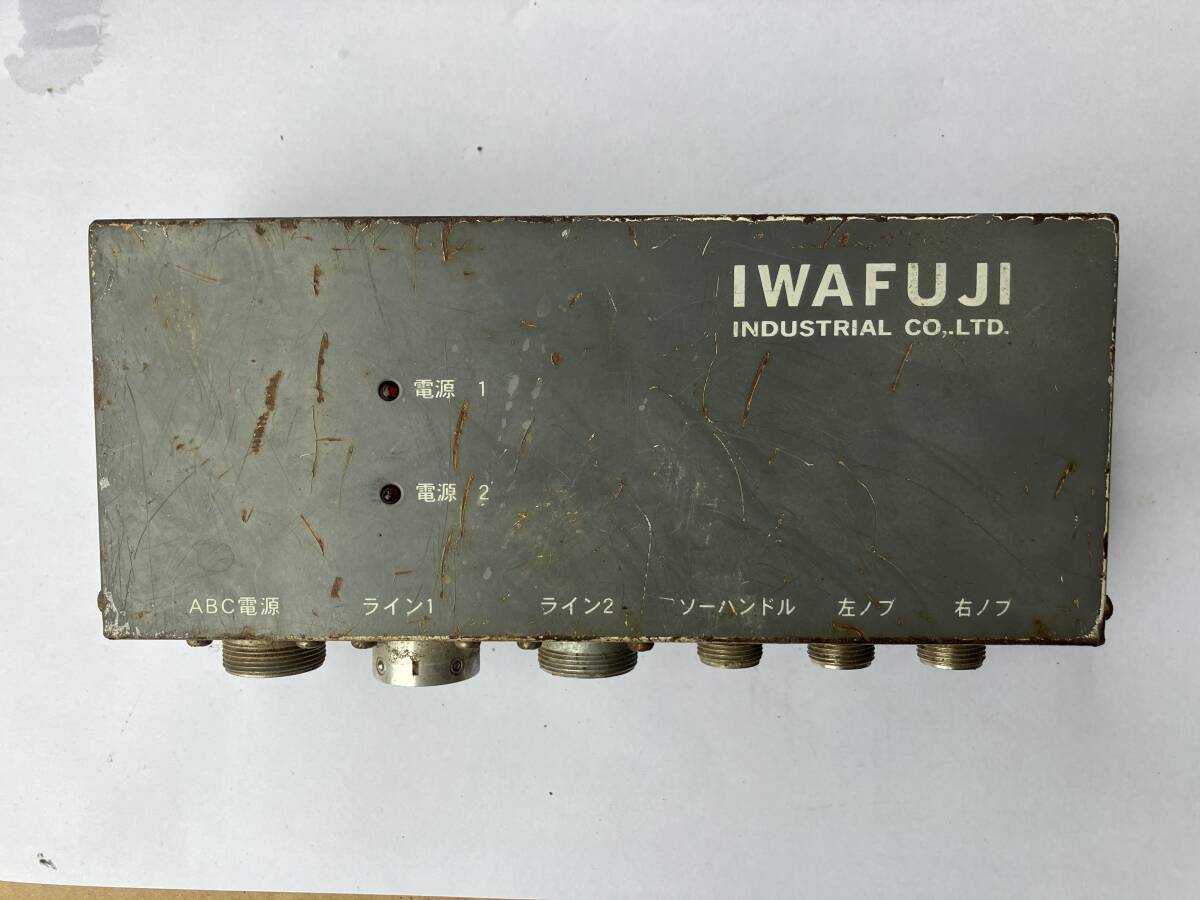 IWAFUJI
INDUSTRIAL CO,.LTD.
電源 1
電源 2
ABC電源 ライン1 ライン2 ソーハンドル 左ノブ 右ノブ